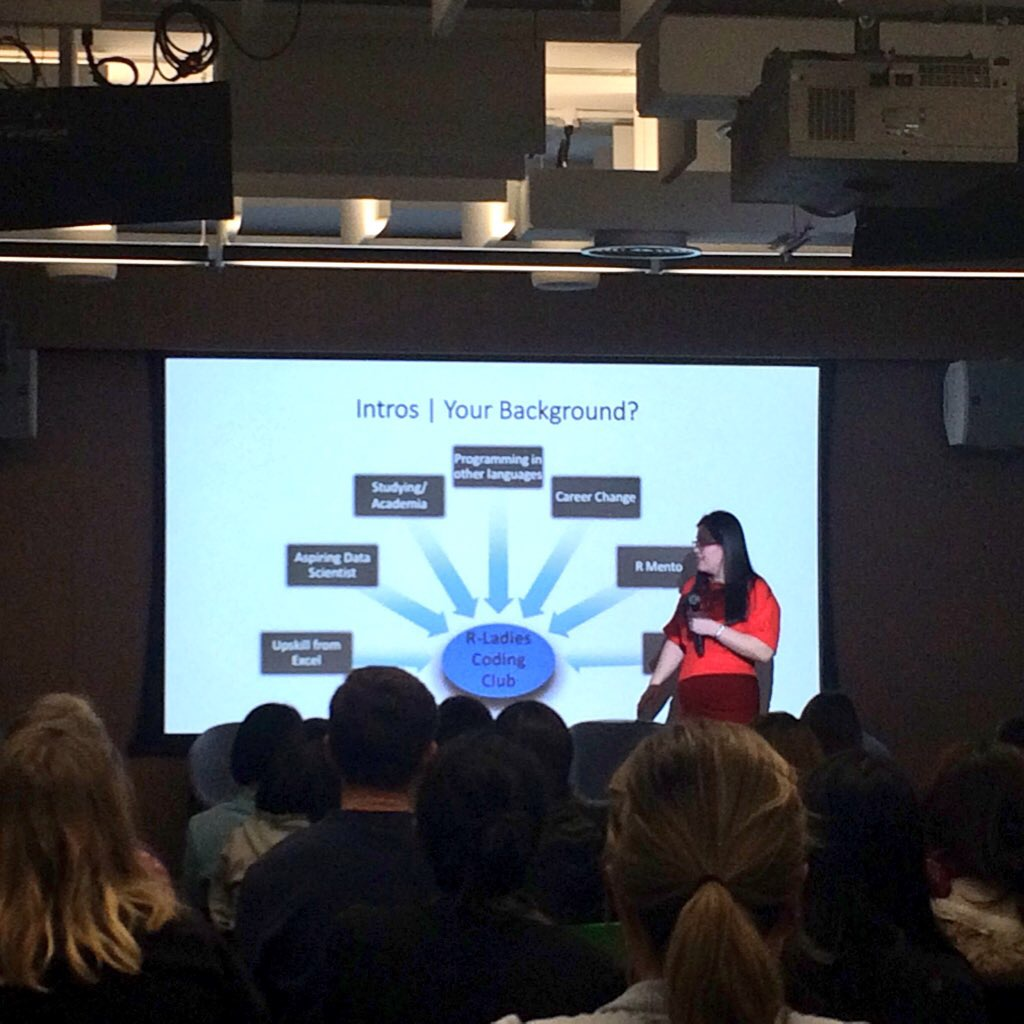 Intros | Your Background?
Programming in
other languages
Studying/
Academia
Career Change
Aspiring Data
Scientist
R Mento
Upskill from
Excel
R-Ladies
Coding
Club